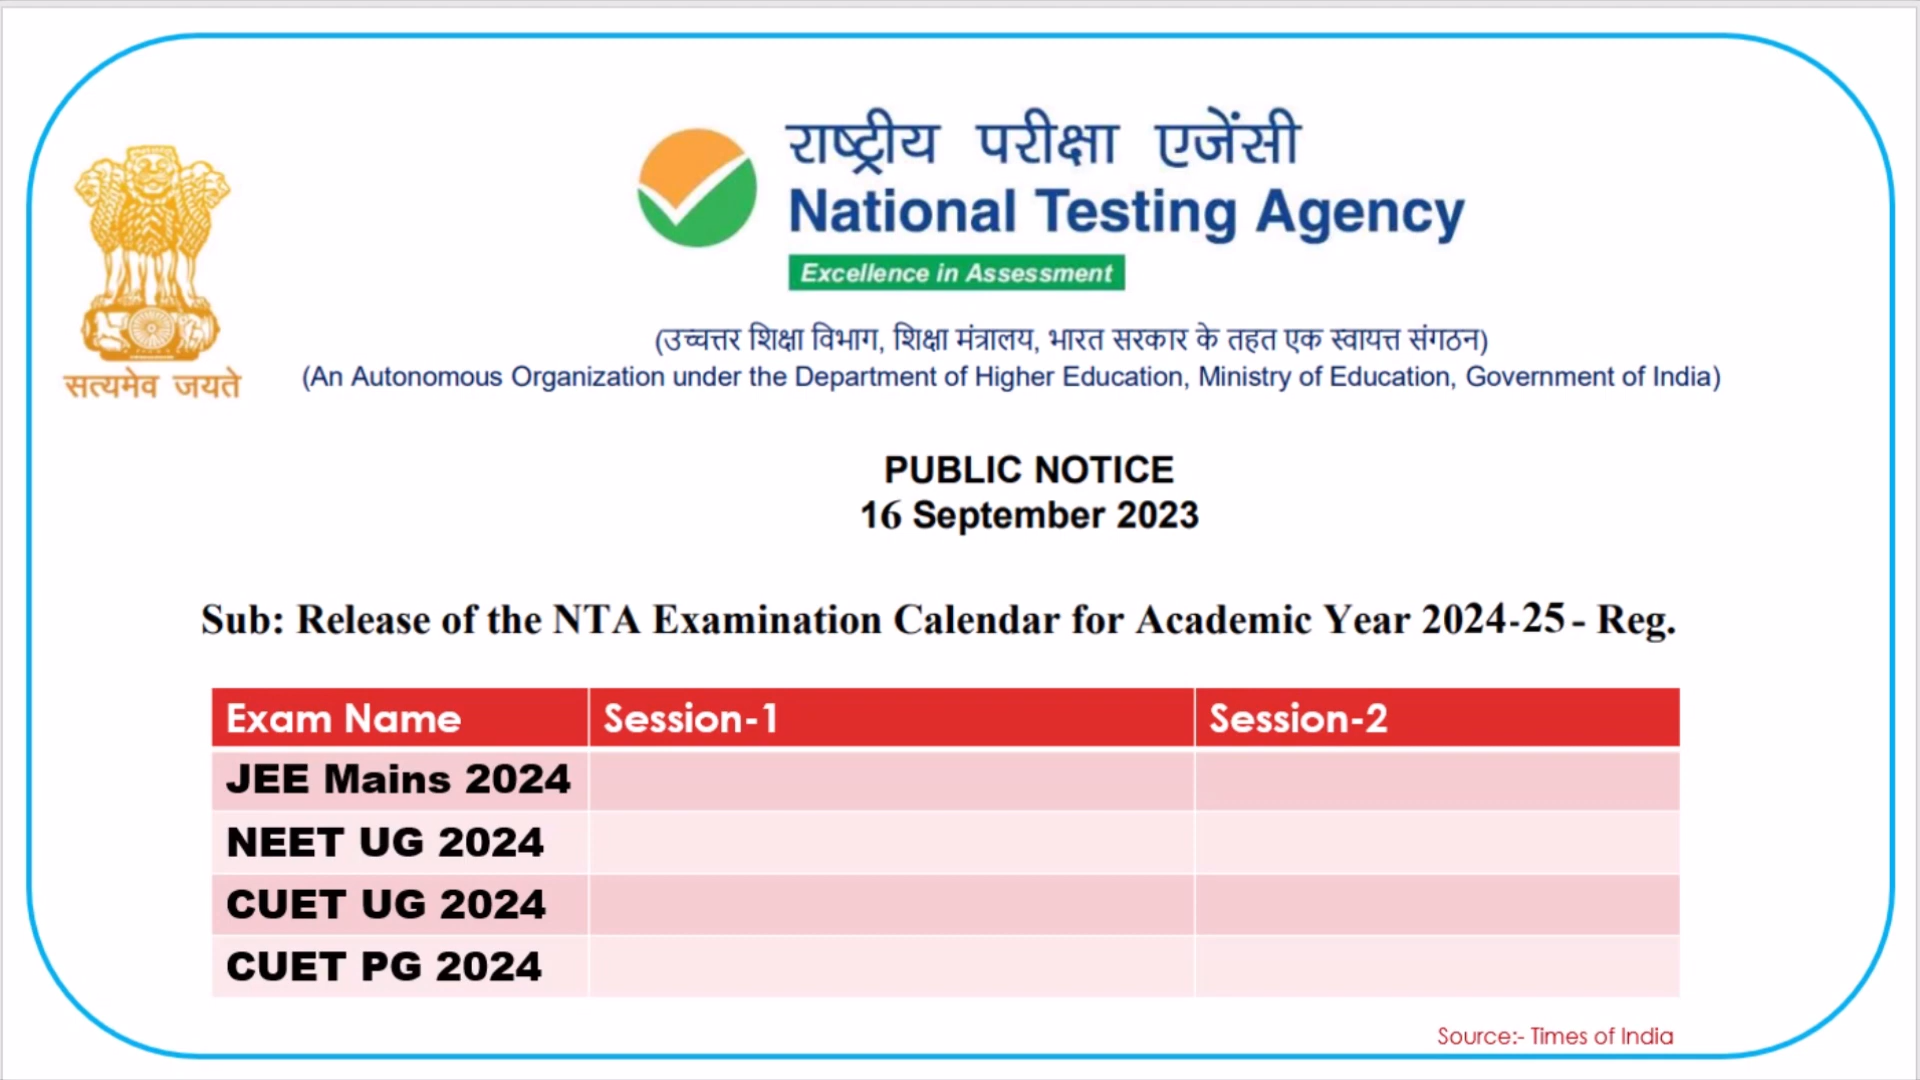 राष्ट्रीय परीक्षा एजेंसी
National Testing Agency
Excellence in Assessment
सत्यमेव जयते
(उच्चत्तर शिक्षा विभाग, शिक्षा मंत्रालय, भारत सरकार के तहत एक स्वायत्त संगठन)
(An Autonomous Organization under the Department of Higher Education, Ministry of Education, Government of India)
PUBLIC NOTICE
16 September 2023
Sub: Release of the NTA Examination Calendar for Academic Year 2024-25 - Reg.
Exam Name Session-1 Session-2
JEE Mains 2024
NEET UG 2024
CUET UG 2024
CUET PG 2024
Source:- Times of India